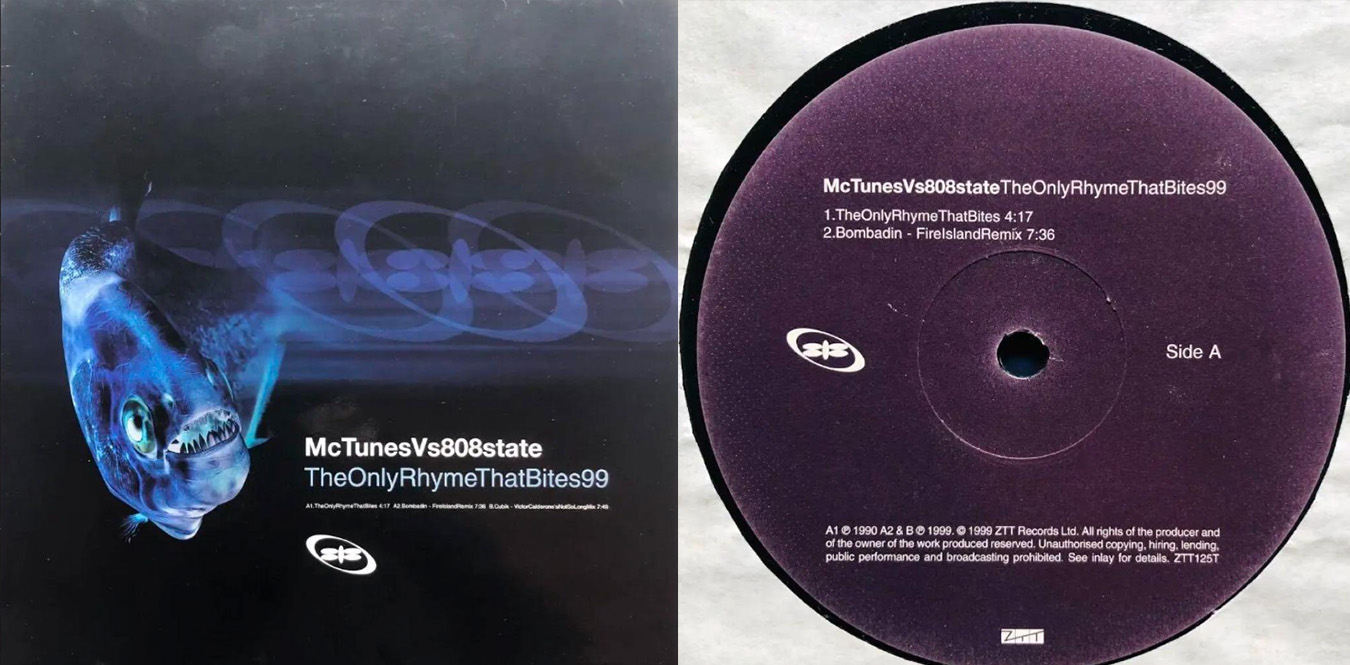 McTunesVs808state
TheOnlyRhymeThatBites99
A1.TheOnlyRhymeThatBites 4:17 A2.Bombadin - FireIslandRemix 7:36 B.Cubik - VictorCalderone'sNotSoLongMix 7:49
McTunesVs808stateTheOnlyRhymeThatBites99
1.TheOnlyRhymeThatBites 4:17
2.Bombadin - FireIslandRemix 7:36
Side A
A1 ℗ 1990 A2 & B ℗ 1999. © 1999 ZTT Records Ltd. All rights of the producer and
of the owner of the work produced reserved. Unauthorised copying, hiring, lending,
public performance and broadcasting prohibited. See inlay for details. ZTT125T
ZTT